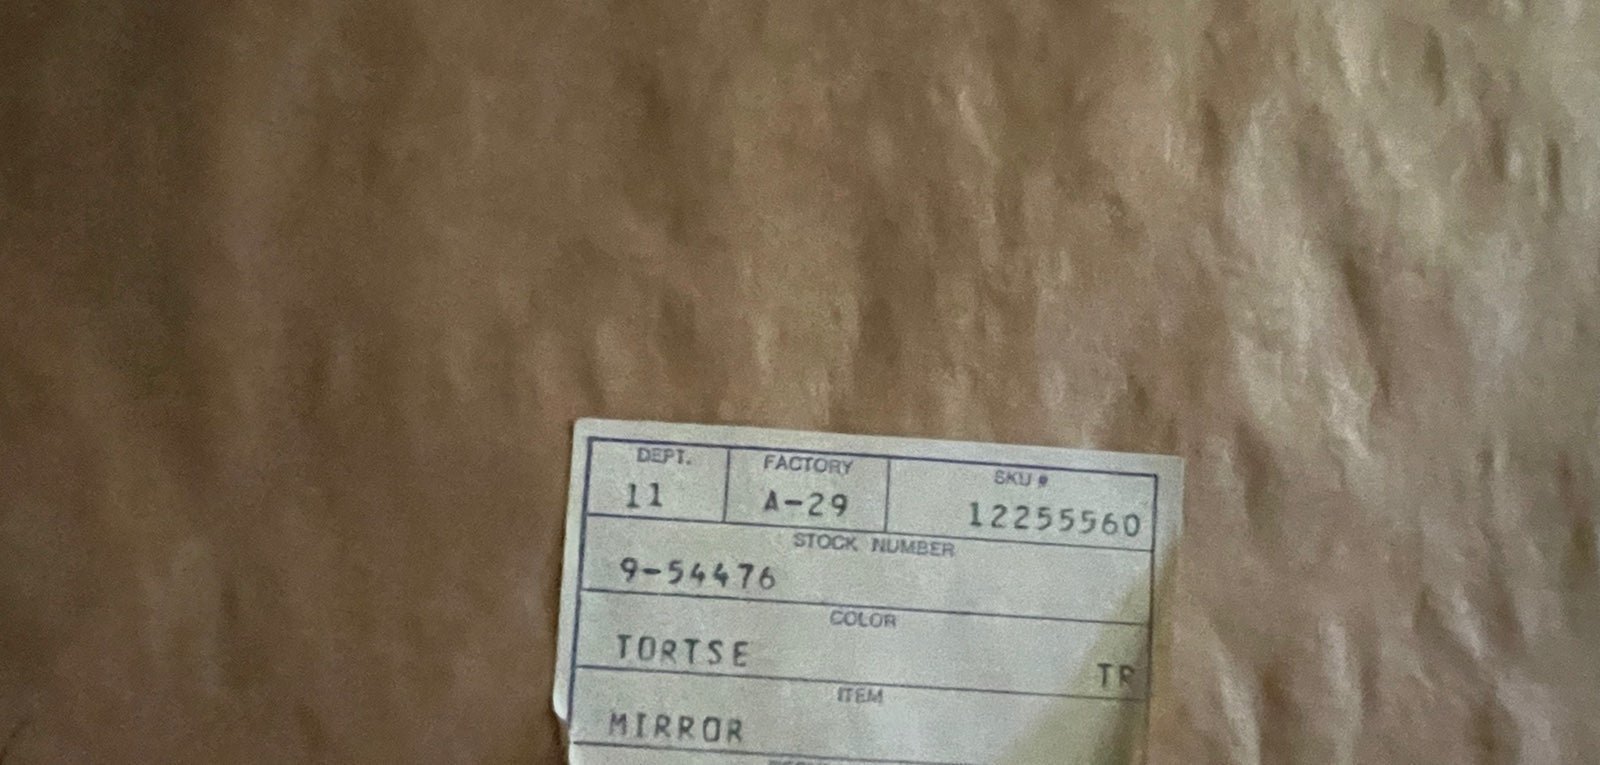 DEPT. FACTORY SKU #
11 A-29 12255560
STOCK NUMBER
9-54476
COLOR
TORTSE TR
ITEM
MIRROR